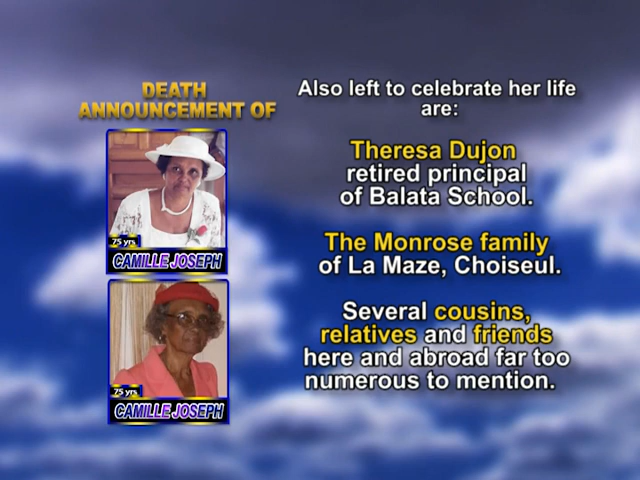 DEATH
ANNOUNCEMENT OF
75 yrs
CAMILLE JOSEPH
75 yrs
CAMILLE JOSEPH
Also left to celebrate her life
are:
Theresa Dujon
retired principal
of Balata School.
The Monrose family
of La Maze, Choiseul.
Several cousins,
relatives and friends
here and abroad far too
numerous to mention.